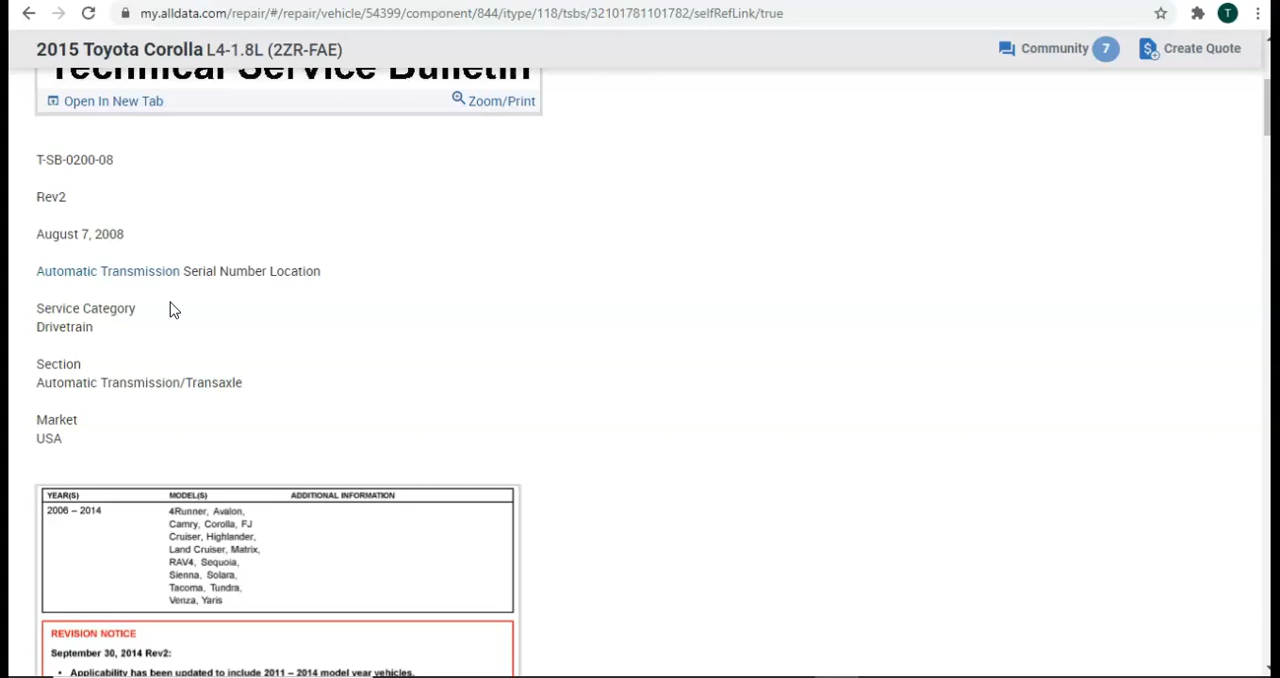 my.alldata.com/repair/#/repair/vehicle/54399/component/844/itype/118/tsbs/32101781101782/selfRefLink/true
T
2015 Toyota Corolla L4-1.8L (2ZR-FAE)
Community 7 Create Quote
Technical Service Bulletin
Open In New Tab Zoom/Print
T-SB-0200-08
Rev2
August 7, 2008
Automatic Transmission Serial Number Location
Service Category
Drivetrain
Section
Automatic Transmission/Transaxle
Market
USA
YEAR(S) MODEL(S) ADDITIONAL INFORMATION
2006 – 2014 4Runner, Avalon,
Camry, Corolla, FJ
Cruiser, Highlander,
Land Cruiser, Matrix,
RAV4, Sequoia,
Sienna, Solara,
Tacoma, Tundra,
Venza, Yaris
REVISION NOTICE
September 30, 2014 Rev2:
• Applicability has been updated to include 2011 – 2014 model year vehicles.